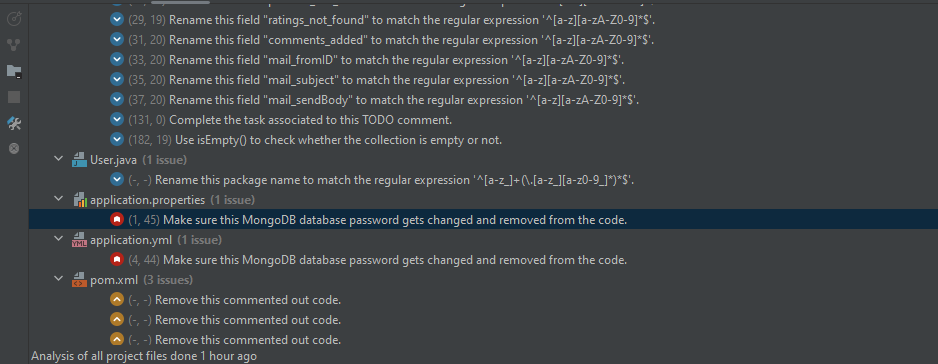 (29, 19) Rename this field "ratings_not_found" to match the regular expression '^[a-z][a-zA-Z0-9]*$'.
(31, 20) Rename this field "comments_added" to match the regular expression '^[a-z][a-zA-Z0-9]*$'.
(33, 20) Rename this field "mail_fromID" to match the regular expression '^[a-z][a-zA-Z0-9]*$'.
(35, 20) Rename this field "mail_subject" to match the regular expression '^[a-z][a-zA-Z0-9]*$'.
(37, 20) Rename this field "mail_sendBody" to match the regular expression '^[a-z][a-zA-Z0-9]*$'.
(131, 0) Complete the task associated to this TODO comment.
(182, 19) Use isEmpty() to check whether the collection is empty or not.
User.java (1 issue)
(-, -) Rename this package name to match the regular expression '^[a-z_]+(\.[a-z_][a-z0-9_]*)*$'.
application.properties (1 issue)
(1, 45) Make sure this MongoDB database password gets changed and removed from the code.
YML application.yml (1 issue)
(4, 44) Make sure this MongoDB database password gets changed and removed from the code.
pom.xml (3 issues)
(-, -) Remove this commented out code.
(-, -) Remove this commented out code.
(-, -) Remove this commented out code.
Analysis of all project files done 1 hour ago